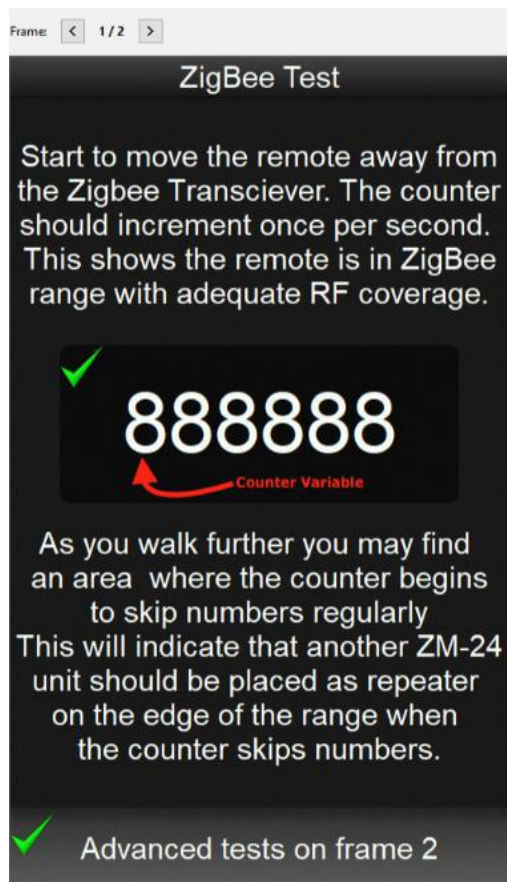 Frame: < 1 / 2 >
ZigBee Test
Start to move the remote away from
the Zigbee Transciever. The counter
should increment once per second.
This shows the remote is in ZigBee
range with adequate RF coverage.
888888
Counter Variable
As you walk further you may find
an area where the counter begins
to skip numbers regularly
This will indicate that another ZM-24
unit should be placed as repeater
on the edge of the range when
the counter skips numbers.
Advanced tests on frame 2